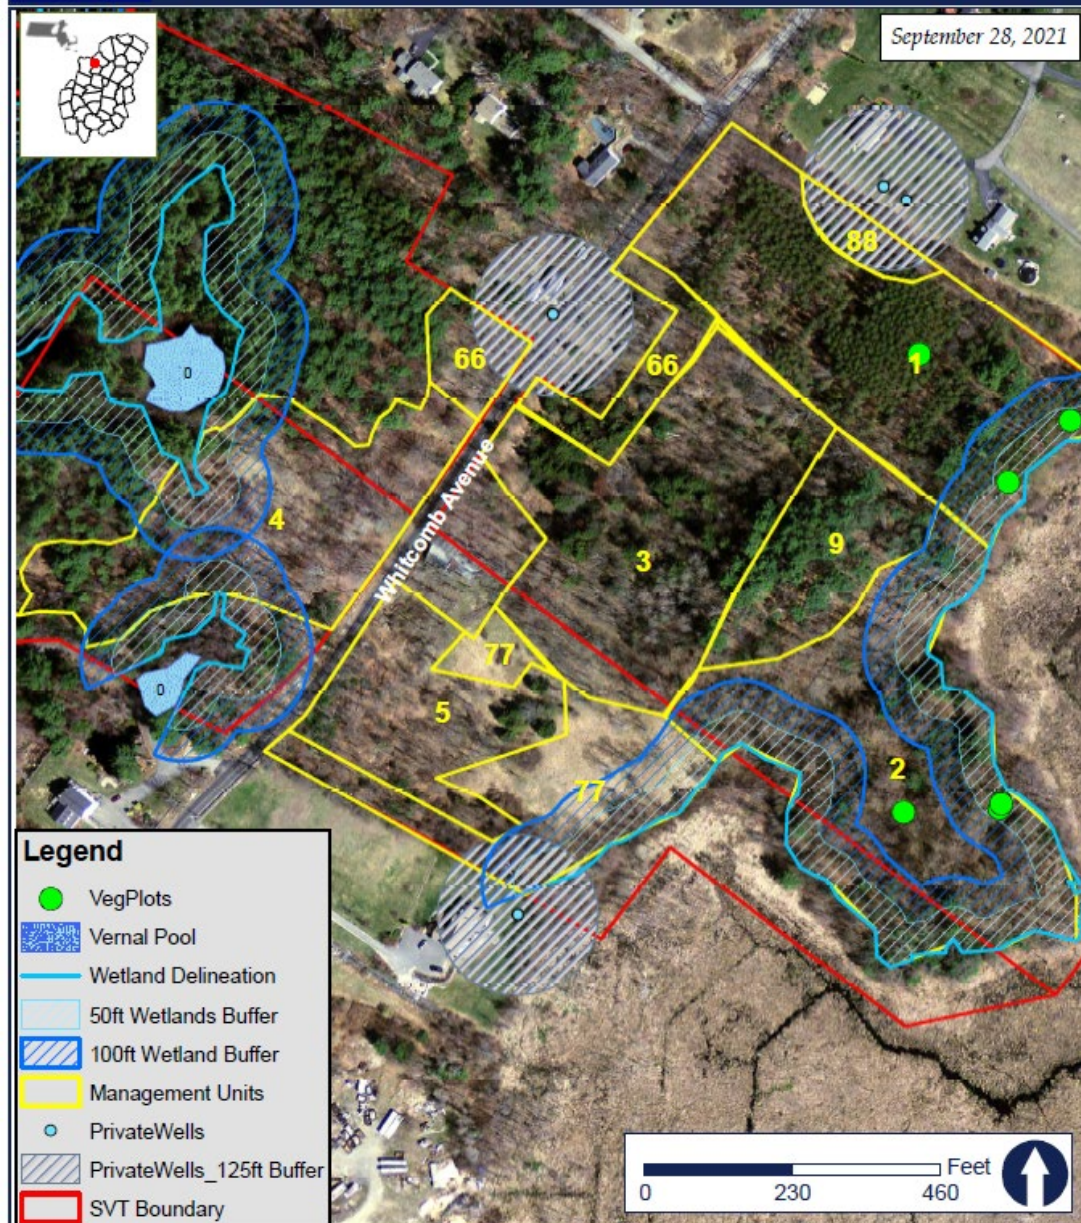 September 28, 2021
88
1
66
66
0
4
Whitcomb Avenue
3
9
77
0
5
2
77
Legend
VegPlots
Vernal Pool
Wetland Delineation
50ft Wetlands Buffer
100ft Wetland Buffer
Management Units
PrivateWells
PrivateWells_125ft Buffer
SVT Boundary
Feet
0 230 460